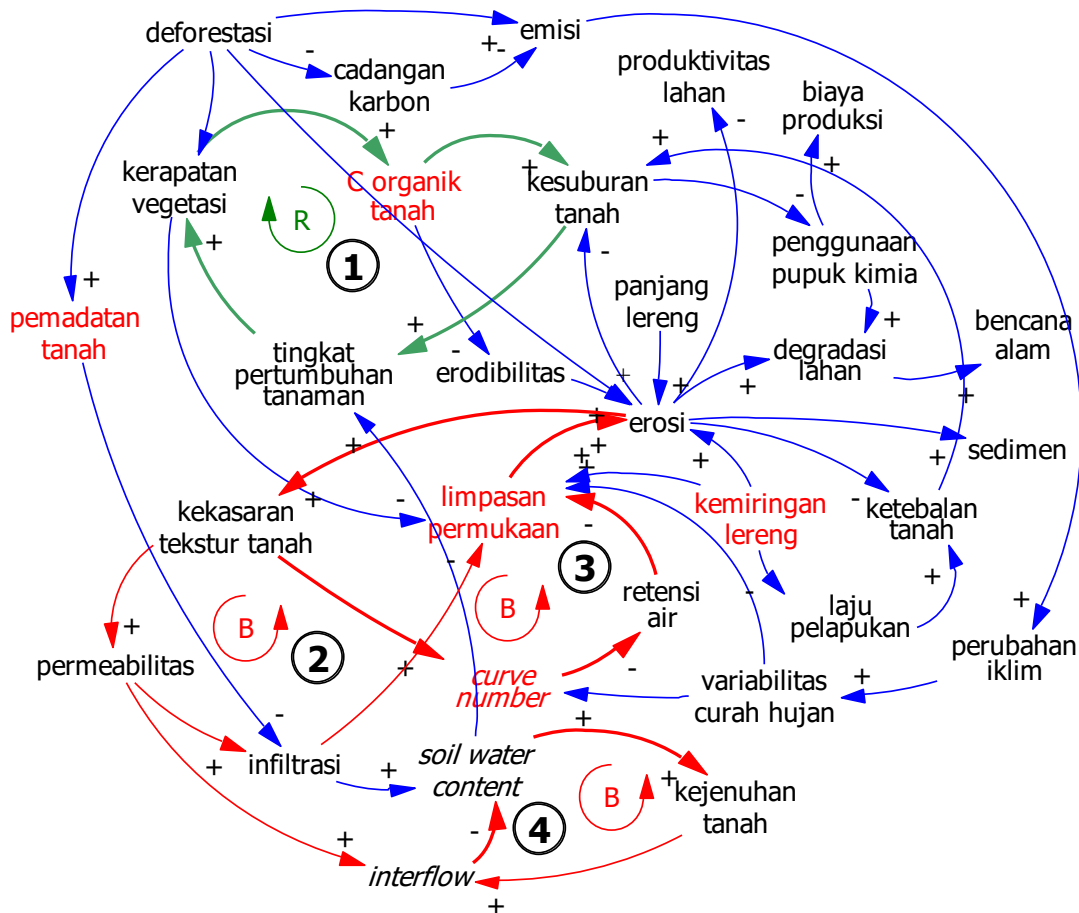 deforestasi
emisi
cadangan
karbon
produktivitas
lahan
biaya
produksi
kerapatan
vegetasi
C organik
tanah
kesuburan
tanah
penggunaan
pupuk kimia
R
1
pemadatan
tanah
panjang
lereng
bencana
alam
tingkat
pertumbuhan
tanaman
erodibilitas
degradasi
lahan
erosi
sedimen
kekasaran
tekstur tanah
limpasan
permukaan
kemiringan
lereng
ketebalan
tanah
3
B
retensi
air
laju
pelapukan
B
2
permeabilitas
curve
number
variabilitas
curah hujan
perubahan
iklim
infiltrasi
soil water
content
B
kejenuhan
tanah
4
interflow